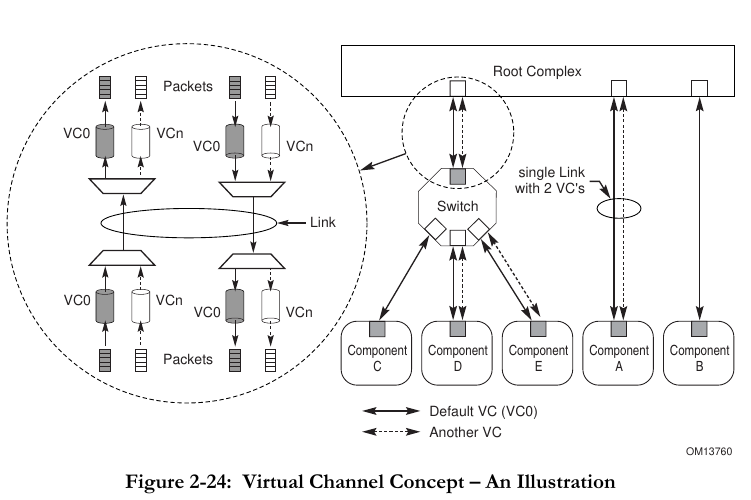 Packets
VC0
VCn
VC0
VCn
Link
VC0
VCn
VC0
VCn
Packets
Root Complex
single Link
with 2 VC's
Switch
Component
C
Component
D
Component
E
Component
A
Component
B
Default VC (VC0)
Another VC
OM13760
Figure 2-24: Virtual Channel Concept – An Illustration